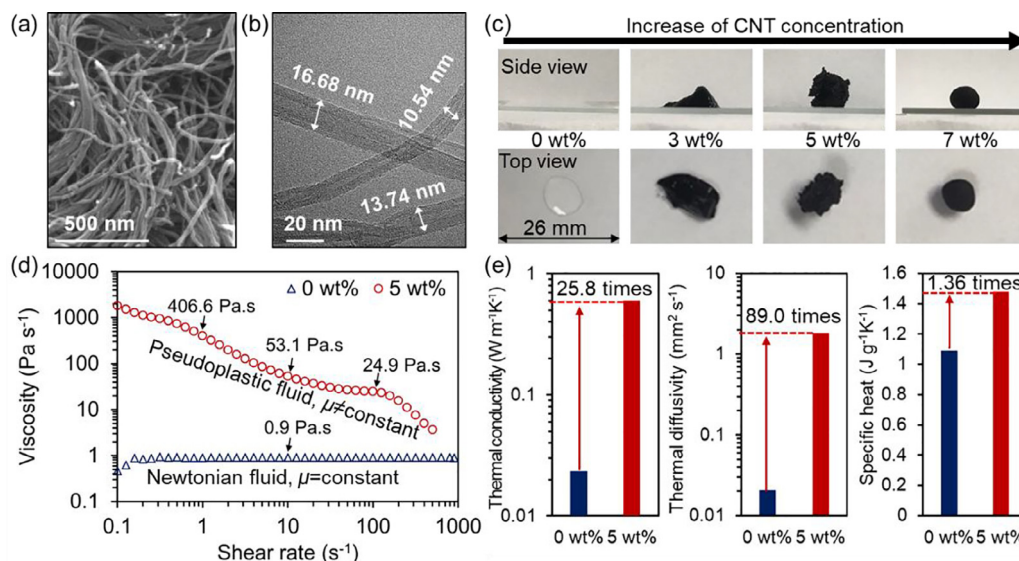 (a)
500 nm
(b)
16.68 nm
10.54 nm
13.74 nm
20 nm
(c)
Increase of CNT concentration
Side view
0 wt%
3 wt%
5 wt%
7 wt%
Top view
26 mm
(d)
Viscosity (Pa s⁻¹)
10000
1000
100
10
1
0.1
0 wt%
5 wt%
406.6 Pa.s
53.1 Pa.s
24.9 Pa.s
Pseudoplastic fluid, μ≠constant
0.9 Pa.s
Newtonian fluid, μ=constant
0.1
1
10
100
1000
Shear rate (s⁻¹)
(e)
Thermal conductivity (W m⁻¹K⁻¹)
1
0.1
0.01
25.8 times
0 wt% 5 wt%
Thermal diffusivity (mm² s⁻¹)
10
1
0.1
0.01
89.0 times
0 wt% 5 wt%
Specific heat (J g⁻¹K⁻¹)
1.6
1.4
1.2
1
0.8
0.6
0.4
0.2
0
1.36 times
0 wt% 5 wt%